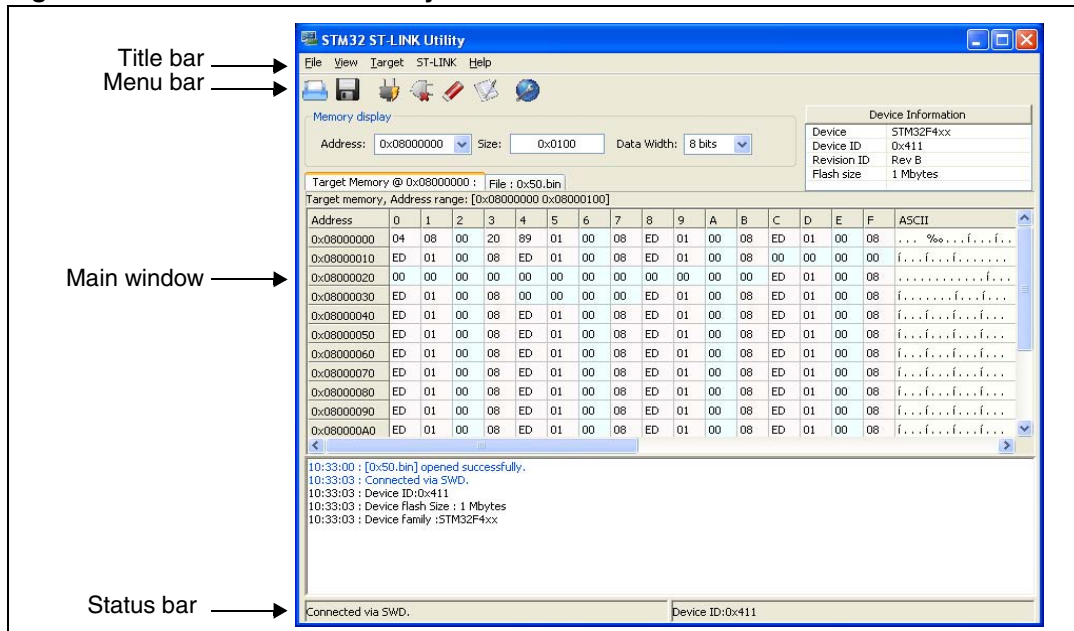 STM32 ST-LINK Utility
Title bar
File View Target ST-LINK Help
Menu bar
Memory display
Address: 0x08000000 Size: 0x0100 Data Width: 8 bits
Device Information
Device STM32F4xx
Device ID 0x411
Revision ID Rev B
Flash size 1 Mbytes
Target Memory @ 0x08000000 : File : 0x50.bin
Target memory, Address range: [0x08000000 0x08000100]
Address 0 1 2 3 4 5 6 7 8 9 A B C D E F ASCII
0x08000000 04 08 00 20 89 01 00 08 ED 01 00 08 ED 01 00 08 ... ‰...í...í..
0x08000010 ED 01 00 08 ED 01 00 08 ED 01 00 08 00 00 00 00 í...í...í.......
Main window
0x08000020 00 00 00 00 00 00 00 00 00 00 00 00 ED 01 00 08 ............í...
0x08000030 ED 01 00 08 00 00 00 00 ED 01 00 08 ED 01 00 08 í.......í...í...
0x08000040 ED 01 00 08 ED 01 00 08 ED 01 00 08 ED 01 00 08 í...í...í...í...
0x08000050 ED 01 00 08 ED 01 00 08 ED 01 00 08 ED 01 00 08 í...í...í...í...
0x08000060 ED 01 00 08 ED 01 00 08 ED 01 00 08 ED 01 00 08 í...í...í...í...
0x08000070 ED 01 00 08 ED 01 00 08 ED 01 00 08 ED 01 00 08 í...í...í...í...
0x08000080 ED 01 00 08 ED 01 00 08 ED 01 00 08 ED 01 00 08 í...í...í...í...
0x08000090 ED 01 00 08 ED 01 00 08 ED 01 00 08 ED 01 00 08 í...í...í...í...
0x080000A0 ED 01 00 08 ED 01 00 08 ED 01 00 08 ED 01 00 08 í...í...í...í...
10:33:00 : [0x50.bin] opened successfully.
10:33:03 : Connected via SWD.
10:33:03 : Device ID:0x411
10:33:03 : Device flash Size : 1 Mbytes
10:33:03 : Device family :STM32F4xx
Status bar
Connected via SWD. Device ID:0x411